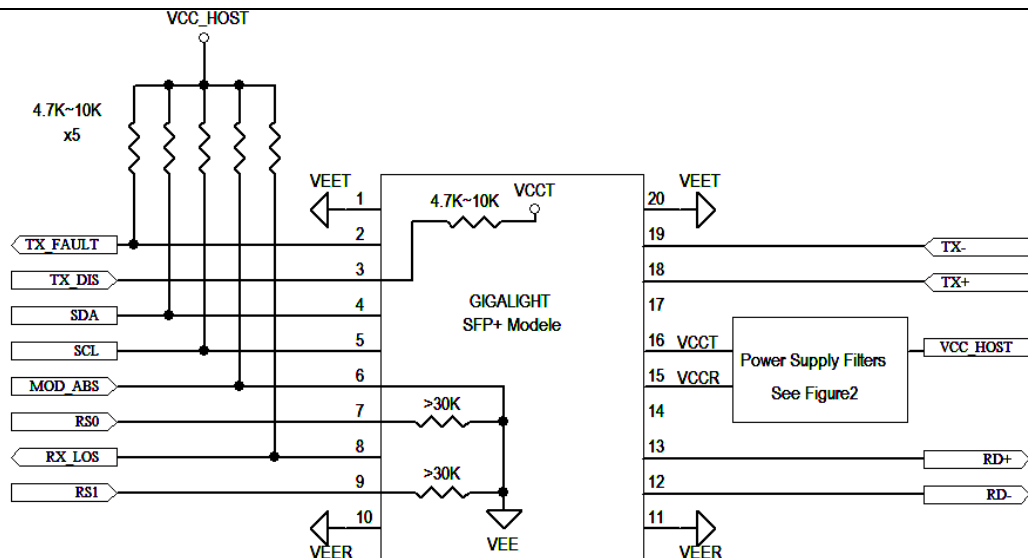 VCC_HOST
4.7K~10K
x5
VEET
1
4.7K~10K
VCCT
20
VEET
TX_FAULT
2
19
TX-
TX_DIS
3
18
TX+
SDA
4
GIGALIGHT
SFP+ Modele
17
SCL
5
16
VCCT
Power Supply Filters
See Figure2
VCC_HOST
MOD_ABS
6
15
VCCR
RS0
7
>30K
14
RX_LOS
8
13
RD+
RS1
9
>30K
12
RD-
10
VEER
VEE
11
VEER